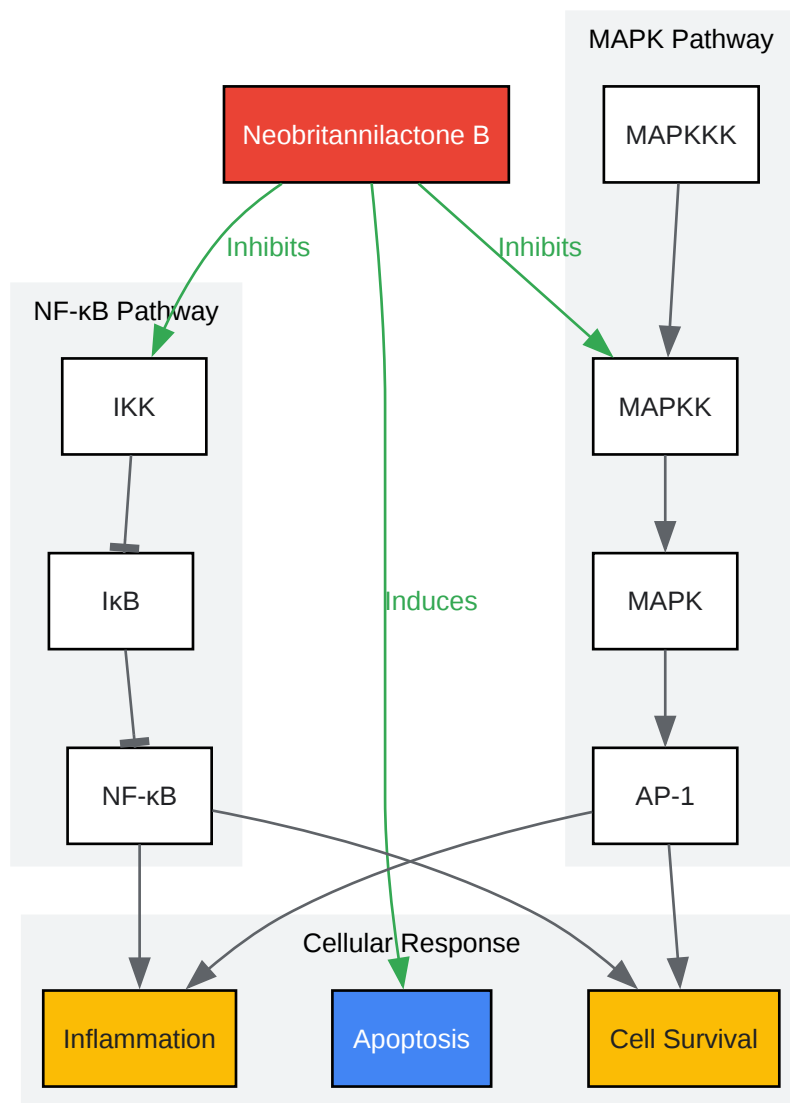 MAPK Pathway
Neobritannilactone B
MAPKKK
Inhibits
Inhibits
NF-κB Pathway
IKK
MAPKK
IκB
Induces
MAPK
NF-κB
AP-1
Cellular Response
Inflammation
Apoptosis
Cell Survival